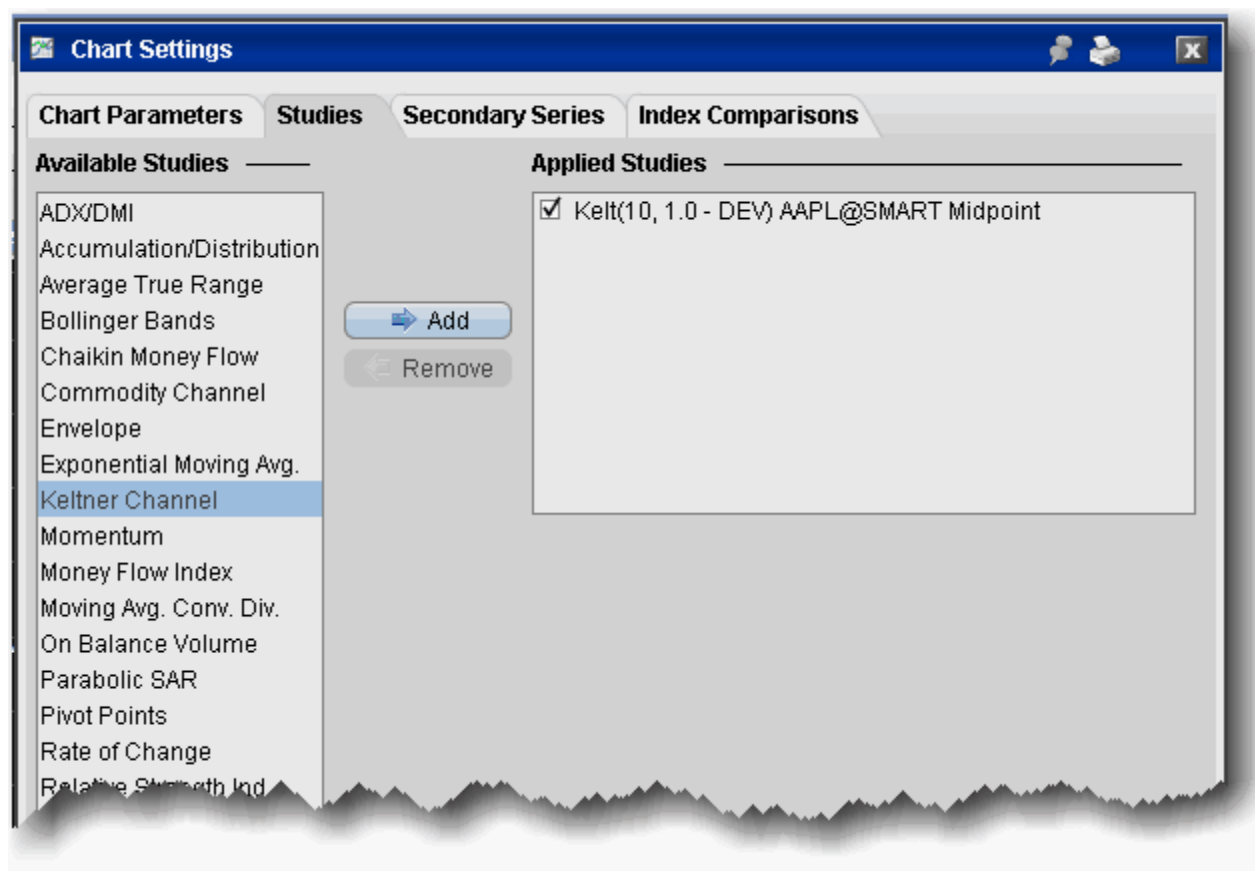 Chart Settings
Chart Parameters Studies Secondary Series Index Comparisons
Available Studies
Applied Studies
ADX/DMI
Accumulation/Distribution
Average True Range
Bollinger Bands
Chaikin Money Flow
Commodity Channel
Envelope
Exponential Moving Avg.
Keltner Channel
Momentum
Money Flow Index
Moving Avg. Conv. Div.
On Balance Volume
Parabolic SAR
Pivot Points
Rate of Change
Relative Strength Ind
Add
Remove
Kelt(10, 1.0 - DEV) AAPL@SMART Midpoint